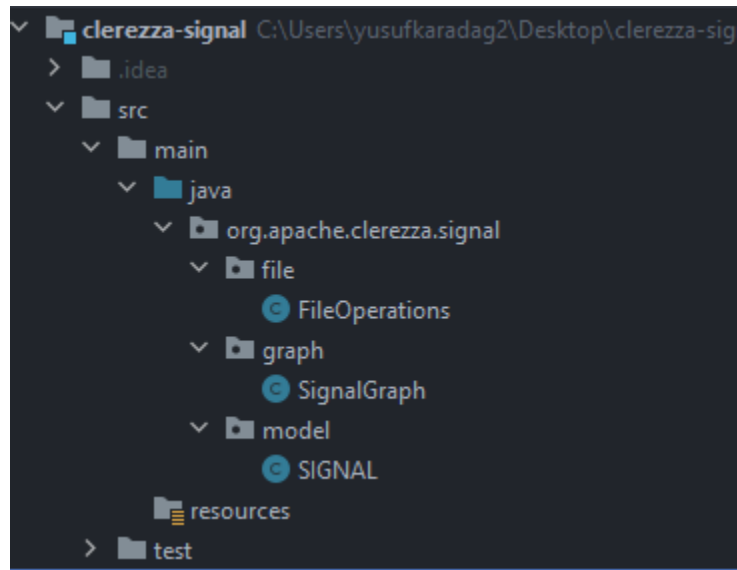 clerezza-signal C:\Users\yusufkaradag2\Desktop\clerezza-sig
.idea
src
main
java
org.apache.clerezza.signal
file
C FileOperations
graph
C SignalGraph
model
C SIGNAL
resources
test